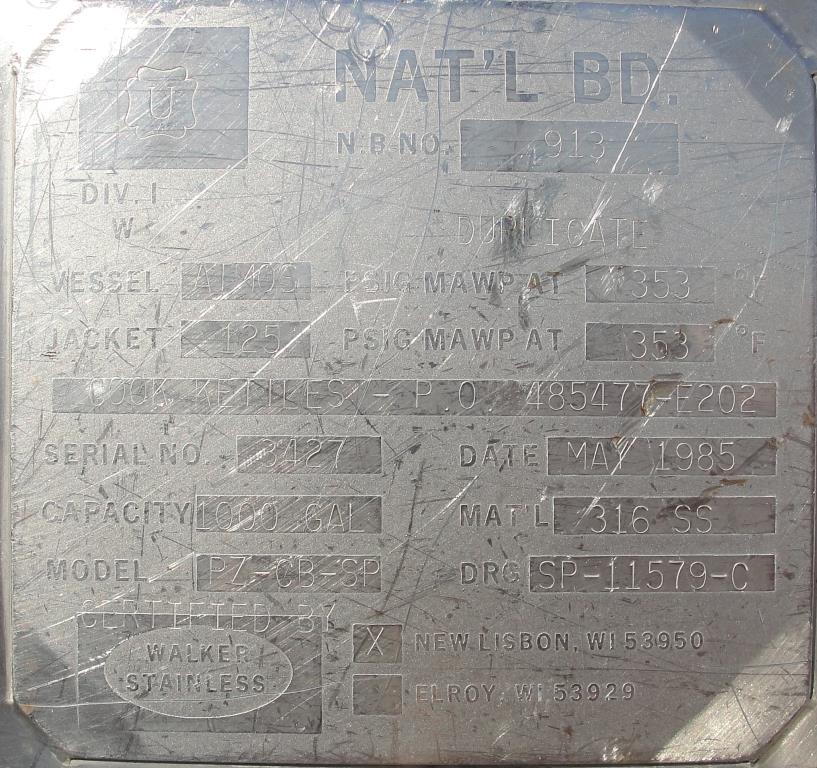 U NAT'L BD.
N.B. NO. 913
DIV. I
W
DUPLICATE
VESSEL ATMOS PSIG MAWP AT 353 °F
JACKET 125 PSIG MAWP AT 353 °F
COOK KETTLES - P.O. 485477-E202
SERIAL NO. 3427 DATE MAY 1985
CAPACITY 1000 GAL MAT'L 316 SS
MODEL PZ-CB-SP DRG SP-11579-C
CERTIFIED BY
WALKER STAINLESS
X NEW LISBON, WI 53950
ELROY, WI 53929